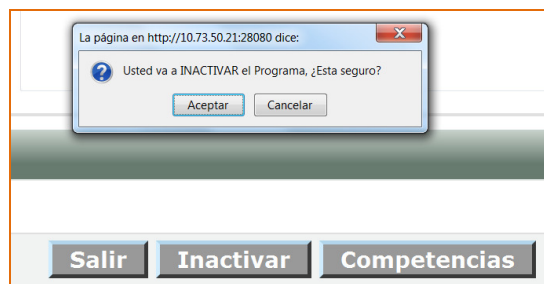 La página en http://10.73.50.21:28080 dice:
Usted va a INACTIVAR el Programa, ¿Esta seguro?
Aceptar Cancelar
Salir Inactivar Competencias